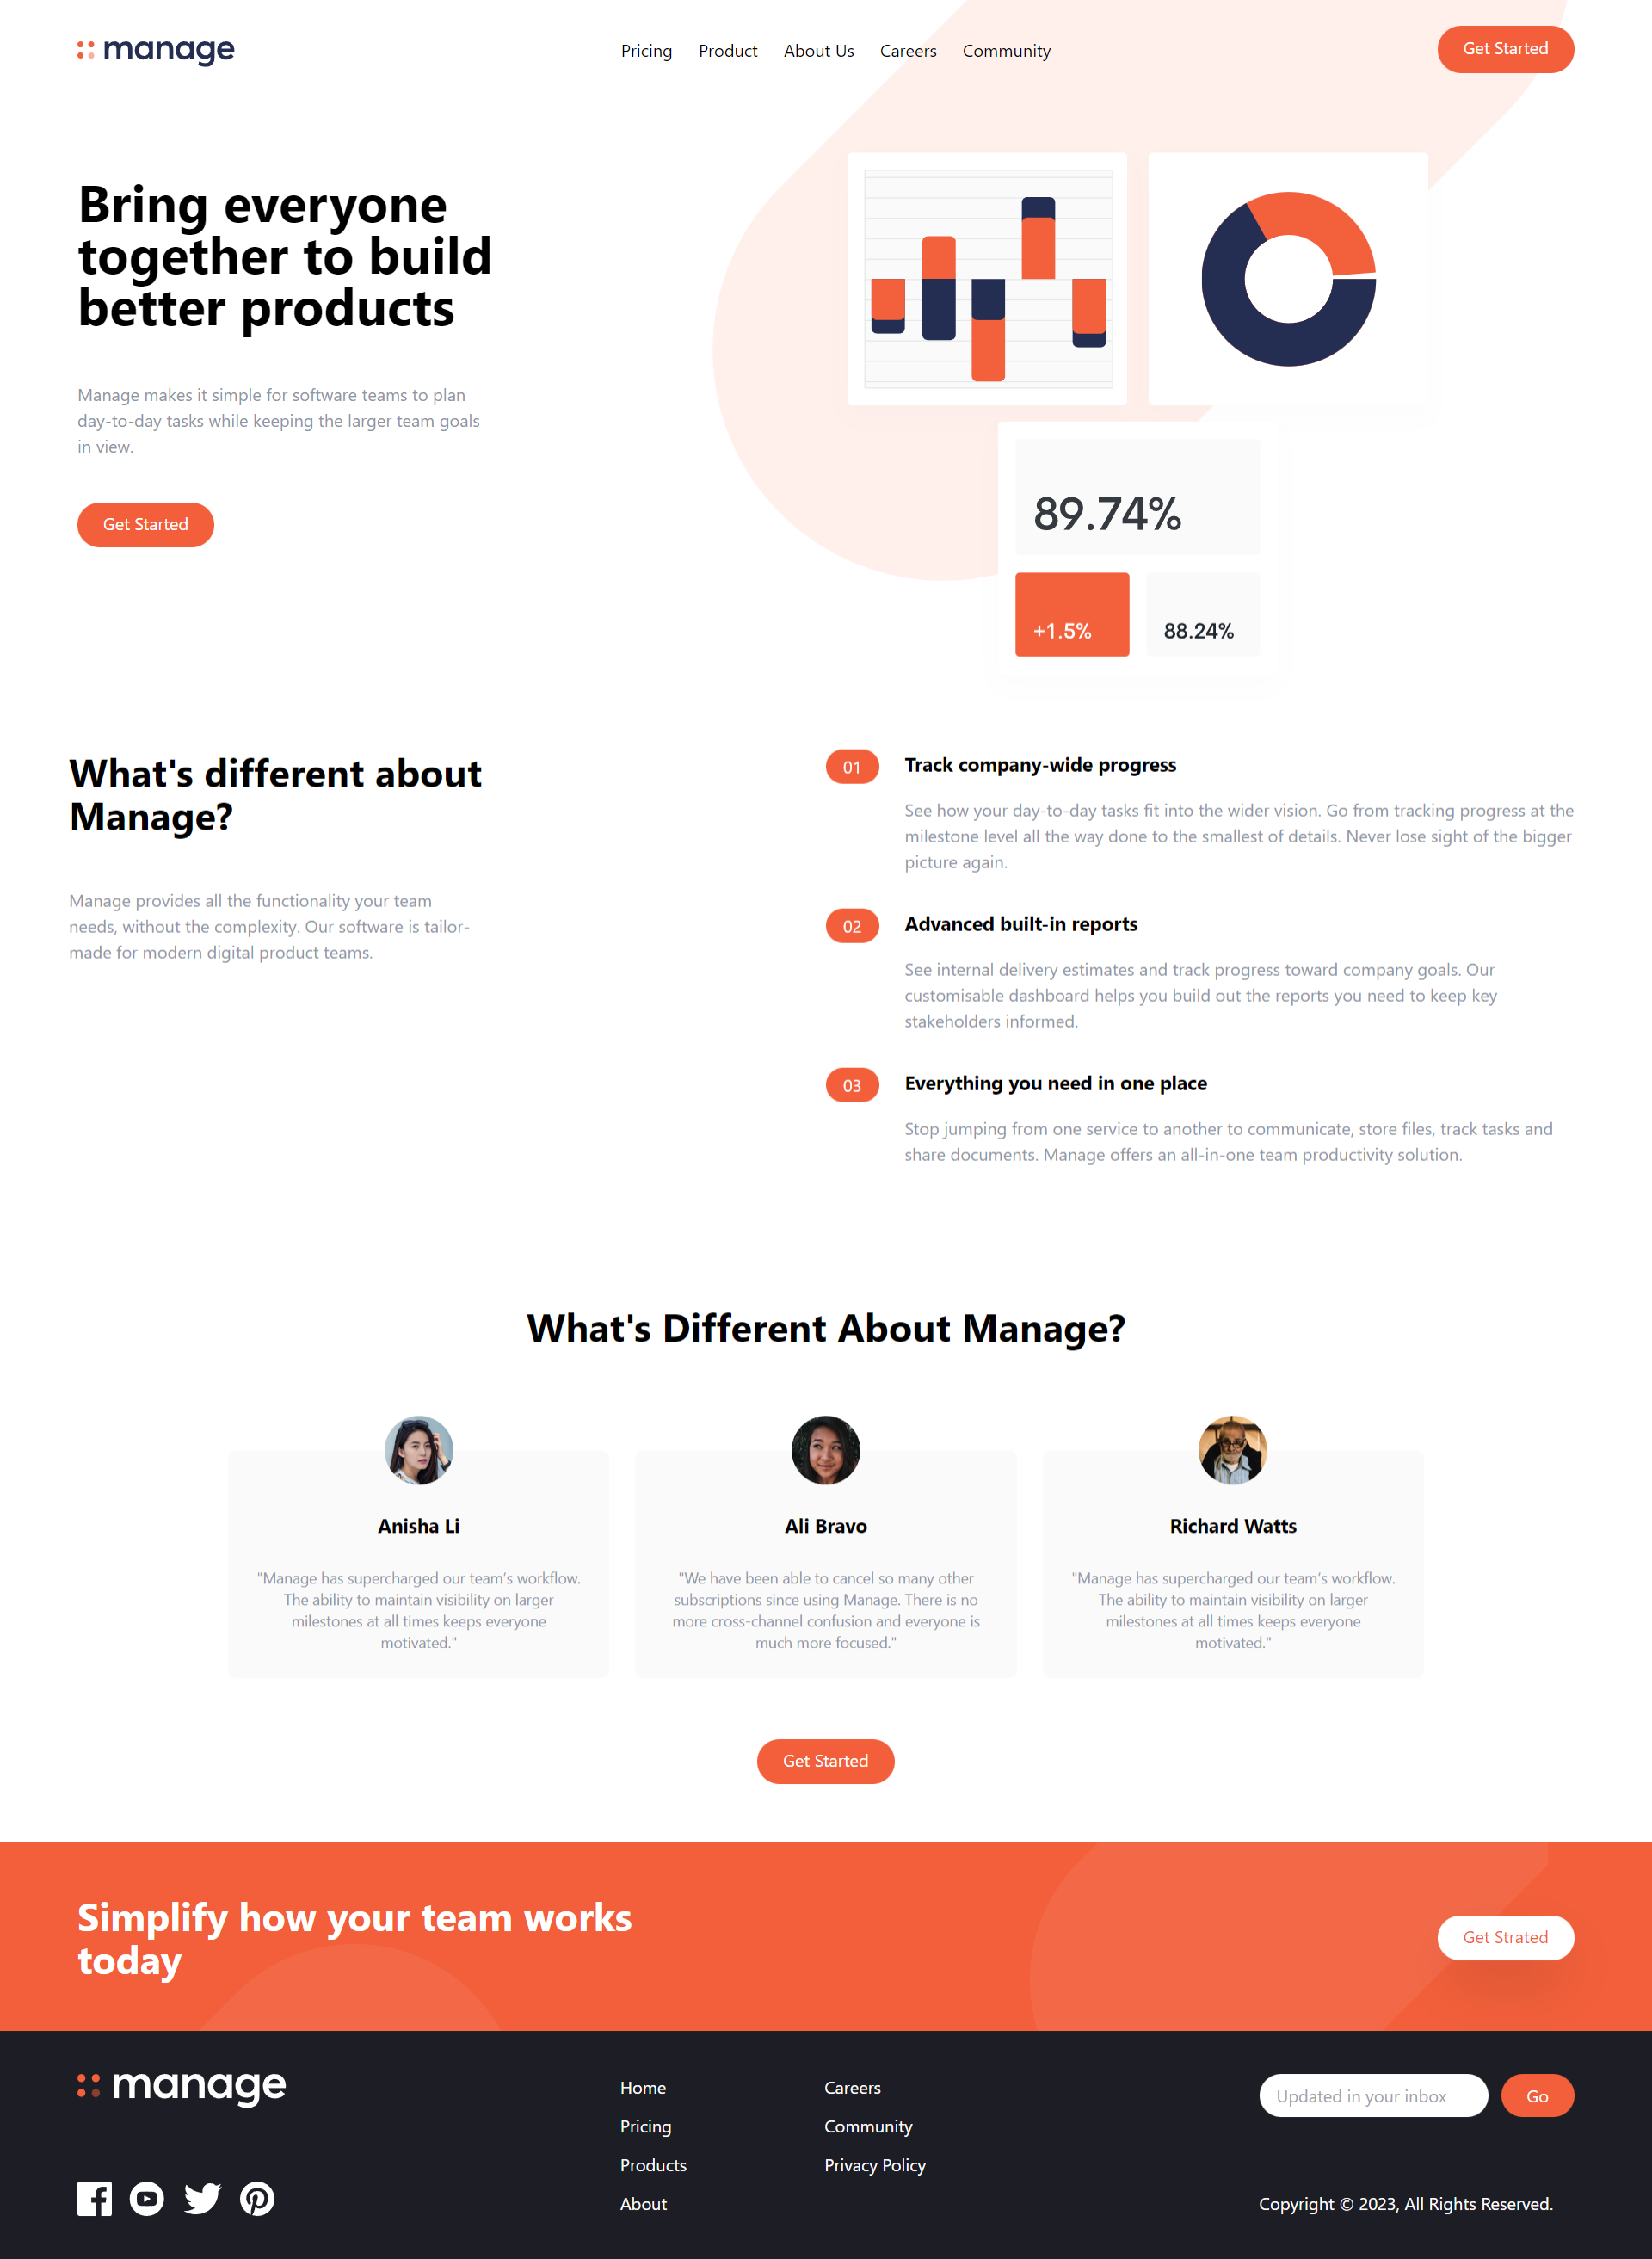 manage
Pricing Product About Us Careers Community
Get Started
Bring everyone
together to build
better products
Manage makes it simple for software teams to plan
day-to-day tasks while keeping the larger team goals
in view.
Get Started
89.74%
+1.5%
88.24%
What's different about
Manage?
Manage provides all the functionality your team
needs, without the complexity. Our software is tailor-
made for modern digital product teams.
01 Track company-wide progress
See how your day-to-day tasks fit into the wider vision. Go from tracking progress at the
milestone level all the way done to the smallest of details. Never lose sight of the bigger
picture again.
02 Advanced built-in reports
See internal delivery estimates and track progress toward company goals. Our
customisable dashboard helps you build out the reports you need to keep key
stakeholders informed.
03 Everything you need in one place
Stop jumping from one service to another to communicate, store files, track tasks and
share documents. Manage offers an all-in-one team productivity solution.
What's Different About Manage?
Anisha Li
"Manage has supercharged our team's workflow.
The ability to maintain visibility on larger
milestones at all times keeps everyone
motivated."
Ali Bravo
"We have been able to cancel so many other
subscriptions since using Manage. There is no
more cross-channel confusion and everyone is
much more focused."
Richard Watts
"Manage has supercharged our team's workflow.
The ability to maintain visibility on larger
milestones at all times keeps everyone
motivated."
Get Started
Simplify how your team works
today
Get Strated
manage
Home
Pricing
Products
About
Careers
Community
Privacy Policy
Updated in your inbox
Go
Copyright © 2023, All Rights Reserved.